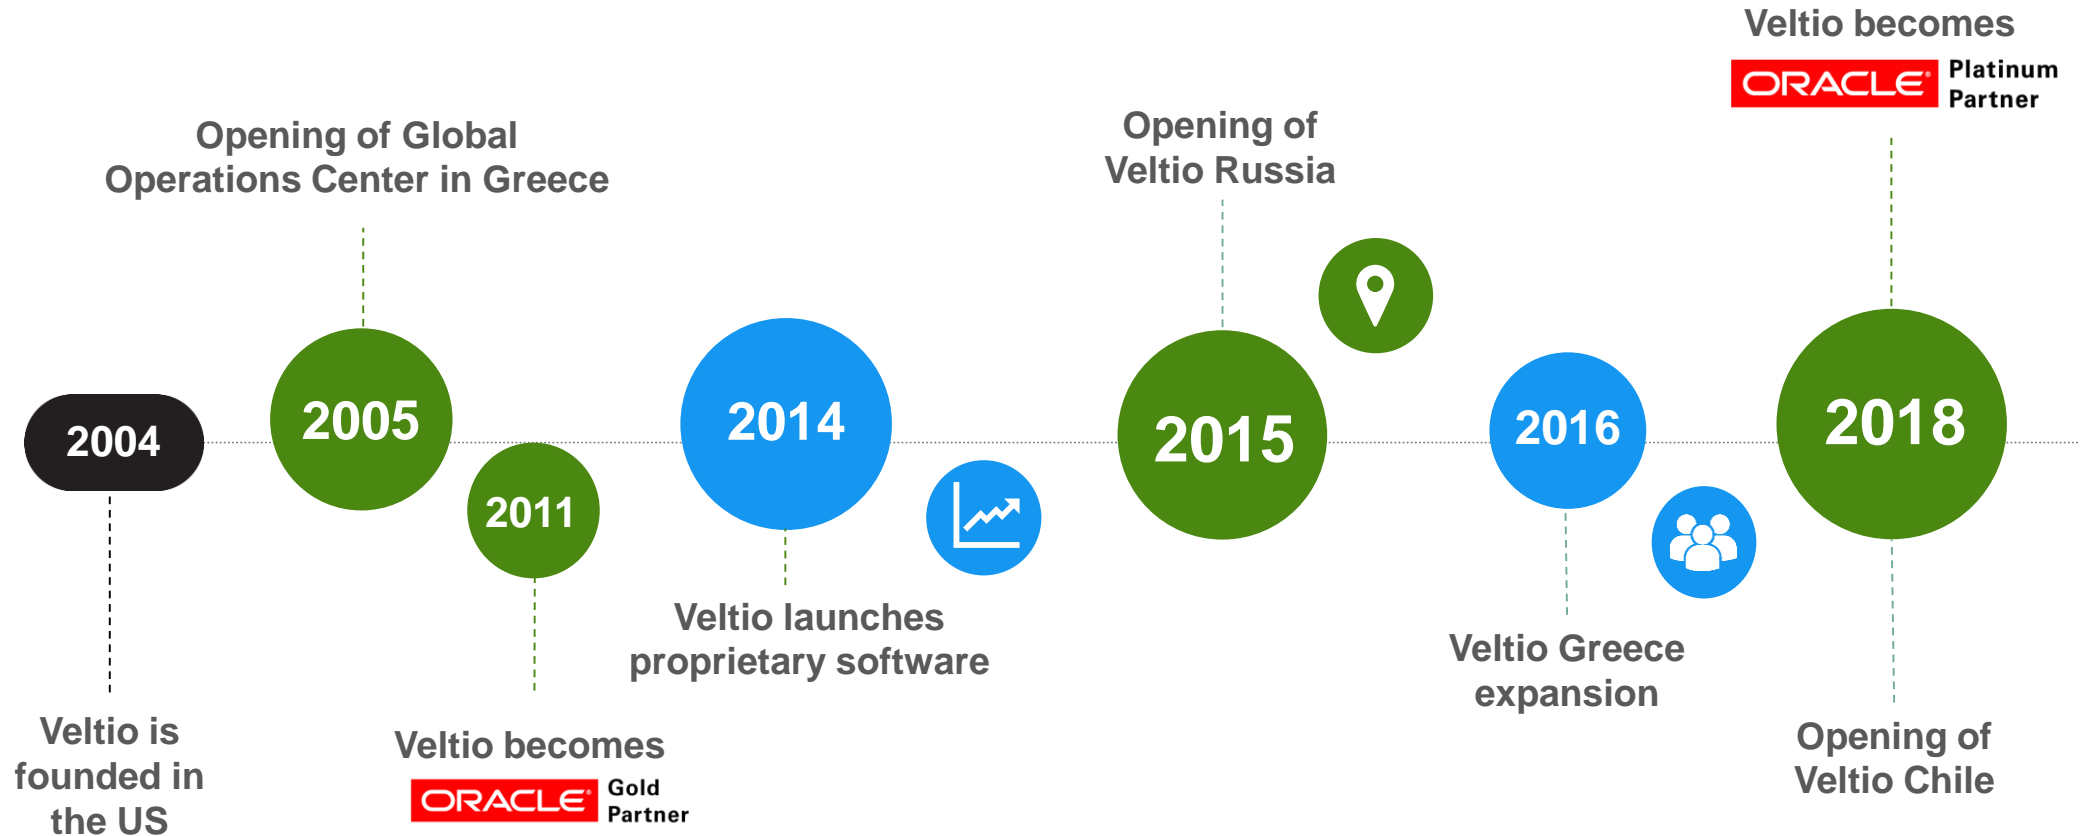 Veltio becomes
ORACLE Platinum
Partner
Opening of Global
Operations Center in Greece
Opening of
Veltio Russia
2004
2005
2011
2014
2015
2016
2018
Veltio is
founded in
the US
Veltio becomes
ORACLE Gold
Partner
Veltio launches
proprietary software
Veltio Greece
expansion
Opening of
Veltio Chile